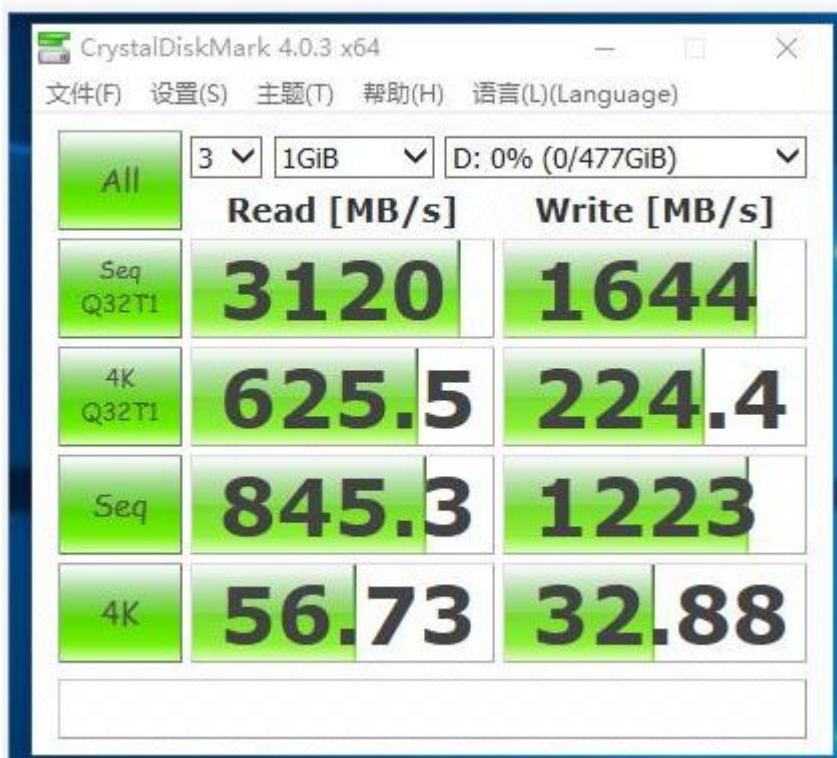 CrystalDiskMark 4.0.3 x64
文件(F) 设置(S) 主题(T) 帮助(H) 语言(L)(Language)
All 3 1GiB D: 0% (0/477GiB)
Read [MB/s] Write [MB/s]
Seq
Q32T1 3120 1644
4K
Q32T1 625.5 224.4
Seq 845.3 1223
4K 56.73 32.88